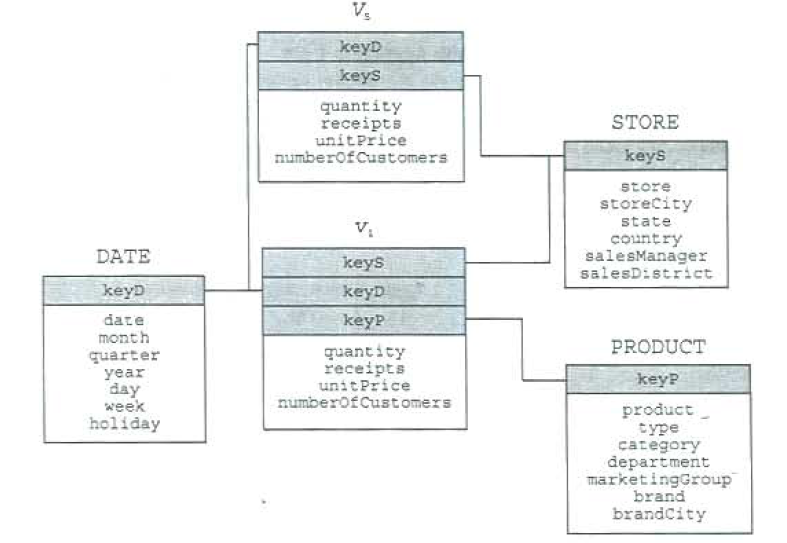 V5
keyD
keyS
quantity
receipts
unitPrice
numberOfCustomers
STORE
keyS
store
storeCity
state
country
salesManager
salesDistrict
V1
keyS
keyD
keyP
quantity
receipts
unitPrice
numberOfCustomers
DATE
keyD
date
month
quarter
year
day
week
holiday
PRODUCT
keyP
product
type
category
department
marketingGroup
brand
brandCity